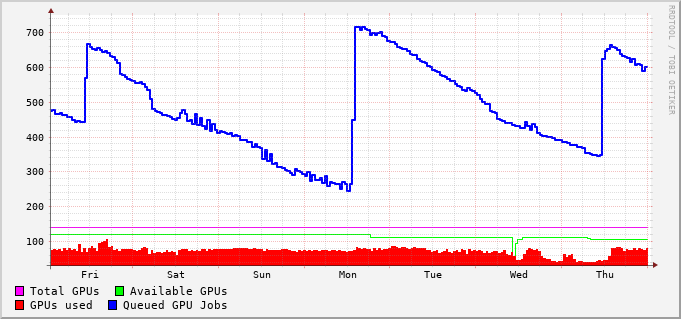 RRDTOOL / TOBI OETIKER
700
600
500
400
300
200
100
Fri Sat Sun Mon Tue Wed Thu
Total GPUs Available GPUs
GPUs used Queued GPU Jobs